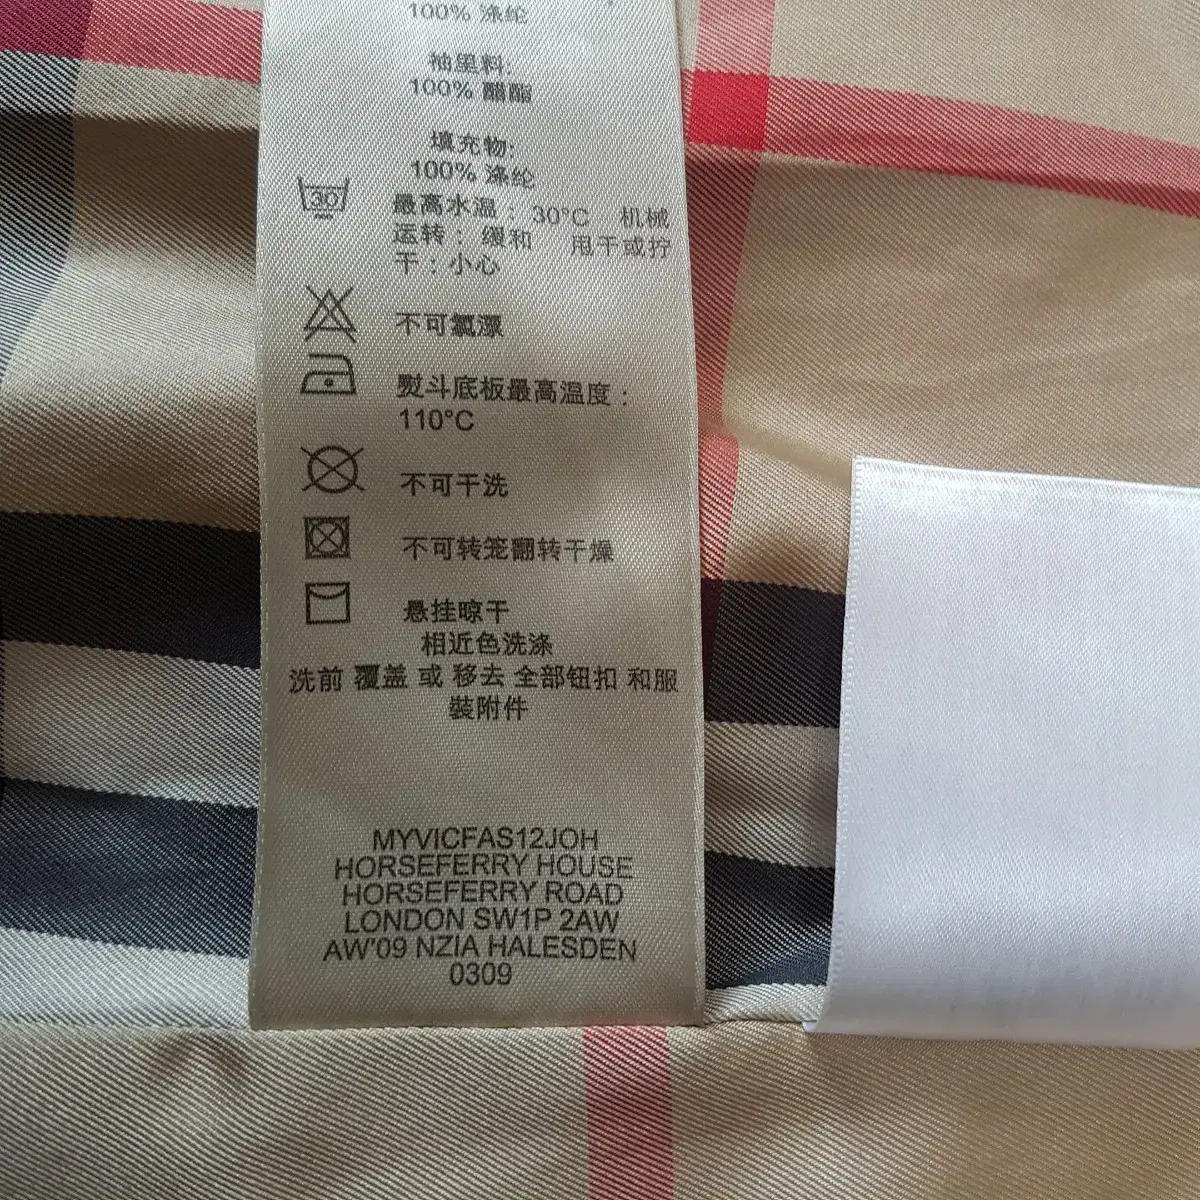 100% 涤纶
袖里料:
100% 醋酯
填充物:
100% 涤纶
30
最高水温：30°C 机械
运转：缓和 甩干或拧
干：小心
不可氯漂
熨斗底板最高温度：
110°C
不可干洗
不可转笼翻转干燥
悬挂晾干
相近色洗涤
洗前 覆盖 或 移去 全部钮扣 和服
裝附件
MYVICFAS12JOH
HORSEFERRY HOUSE
HORSEFERRY ROAD
LONDON SW1P 2AW
AW'09 NZIA HALESDEN
0309